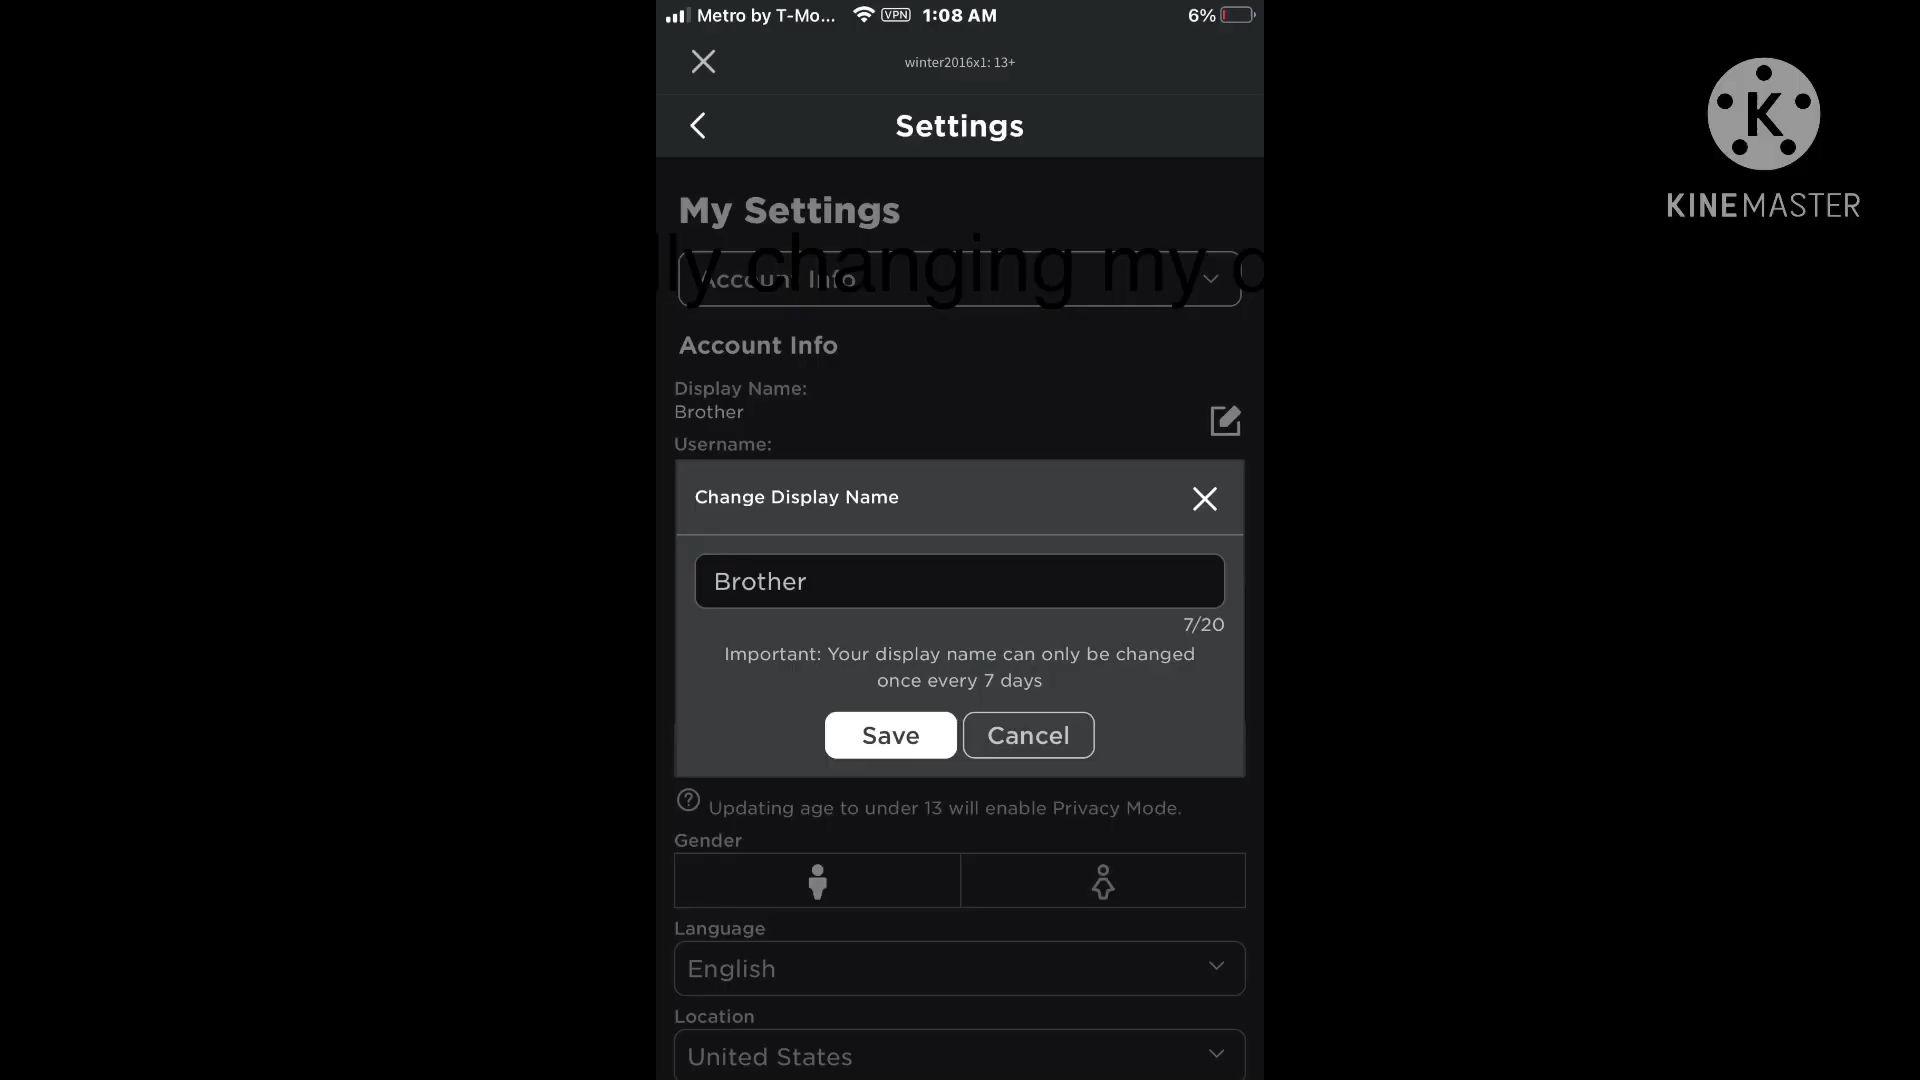 Metro by T-Mo... VPN 1:08 AM 6%
winter2016x1: 13+
Settings
K
KINEMASTER
My Settings
lly changing my
Account Info
Account Info
Display Name:
Brother
Username:
Change Display Name
Brother
7/20
Important: Your display name can only be changed
once every 7 days
Save Cancel
Updating age to under 13 will enable Privacy Mode.
Gender
Language
English
Location
United States